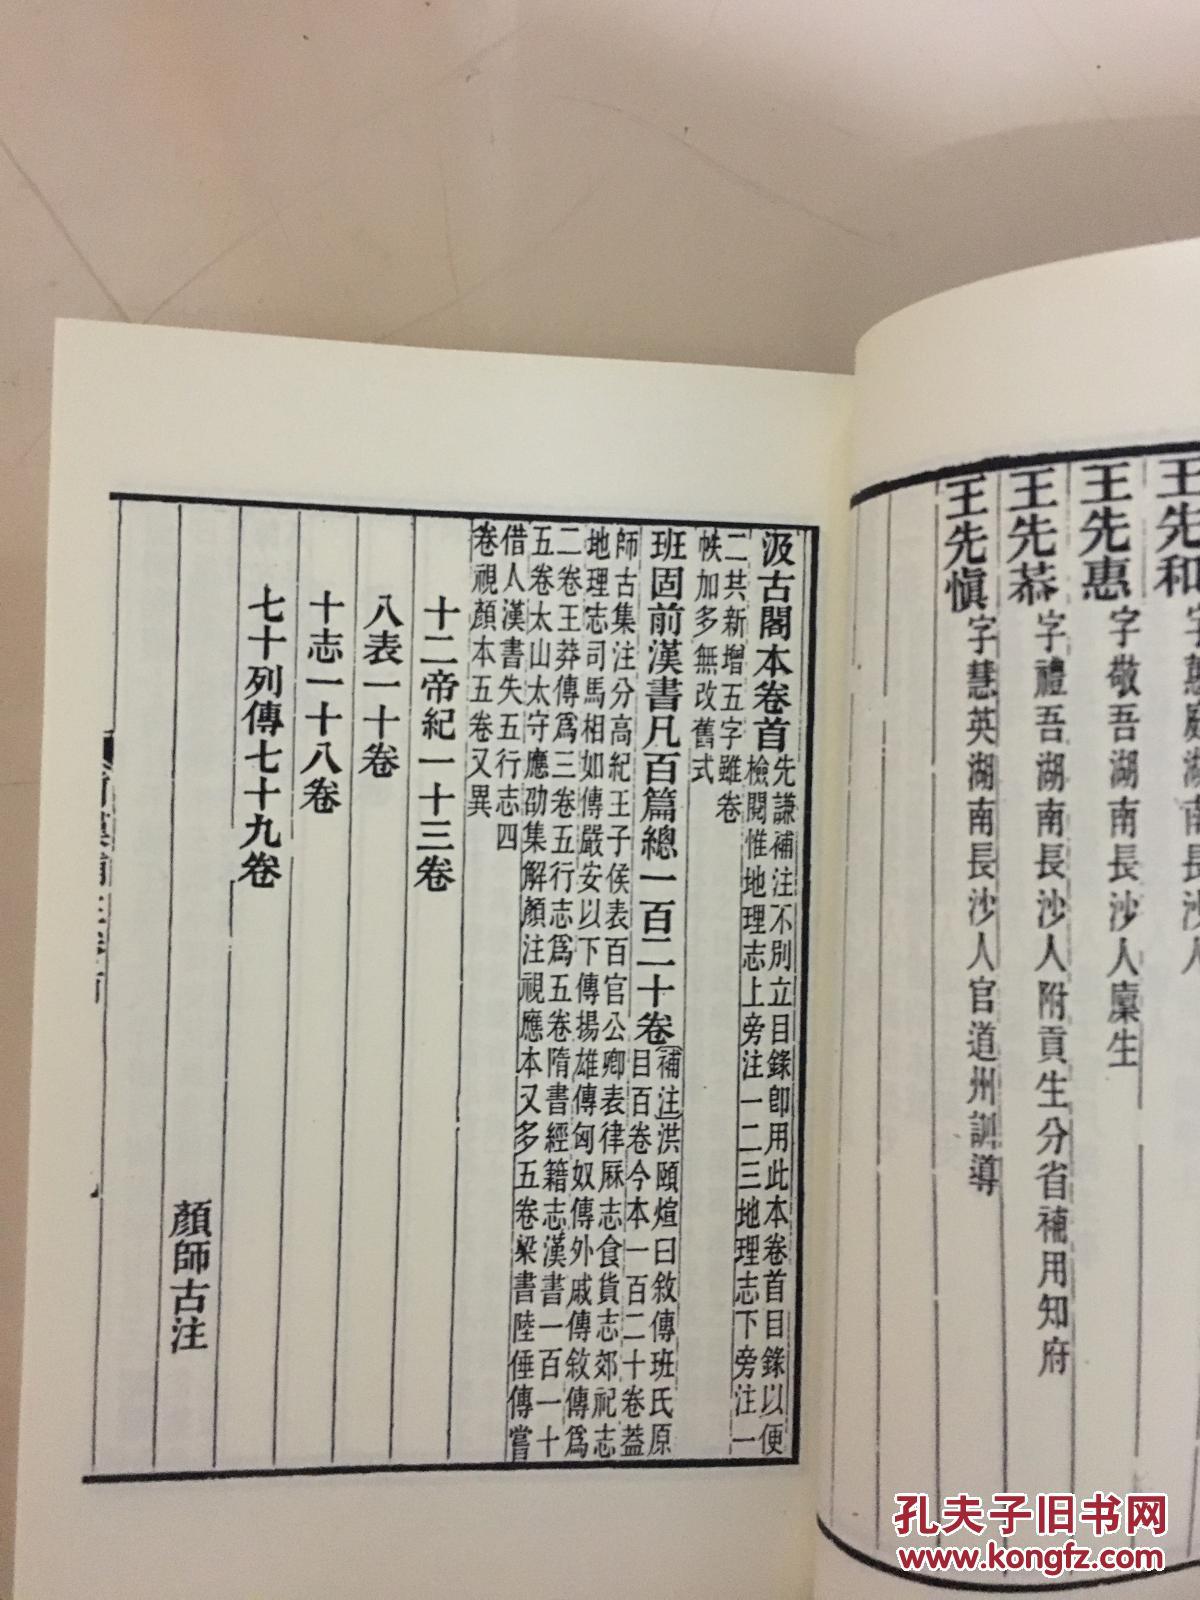 王先和
王先惠字敬吾湖南長沙人廩生
王先恭字禮吾湖南長沙人附貢生分省補用知府
王先慎字慧英湖南長沙人官道州訓導
汲古閣本卷首先謙補注不別立目錄卽用此本卷首目錄以便
檢閱惟地理志上旁注一二三地理志下旁注一
二共新增五字雖卷
帙加多無改舊式
班固前漢書凡百篇總一百二十卷補注洪頤煊曰敘傳班氏原
目百卷今本一百二十卷蓋
師古集注分高紀王子侯表百官公卿表律厤志食貨志郊祀志
地理志司馬相如傳嚴安以下傳揚雄傳匈奴傳外戚傳敘傳爲
二卷王莽傳爲三卷五行志爲五卷隋書經籍志漢書一百一十
五卷太山太守應劭集解顏注視應本又多五卷梁書陸倕傳嘗
借人漢書失五行志四
卷視顏本五卷又異
十二帝紀一十三卷
八表一十卷
十志一十八卷
七十列傳七十九卷
顏師古注
孔夫子旧书网
www.kongfz.com